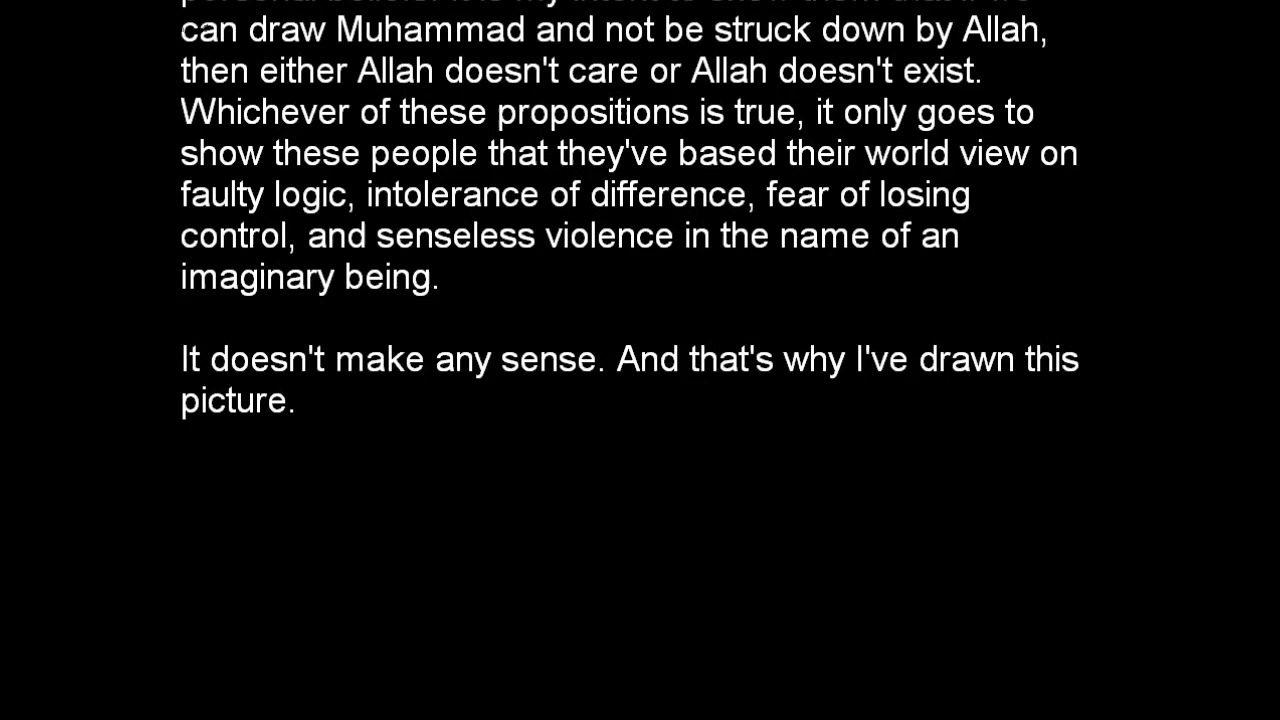 can draw Muhammad and not be struck down by Allah,
then either Allah doesn't care or Allah doesn't exist.
Whichever of these propositions is true, it only goes to
show these people that they've based their world view on
faulty logic, intolerance of difference, fear of losing
control, and senseless violence in the name of an
imaginary being.
It doesn't make any sense. And that's why I've drawn this
picture.